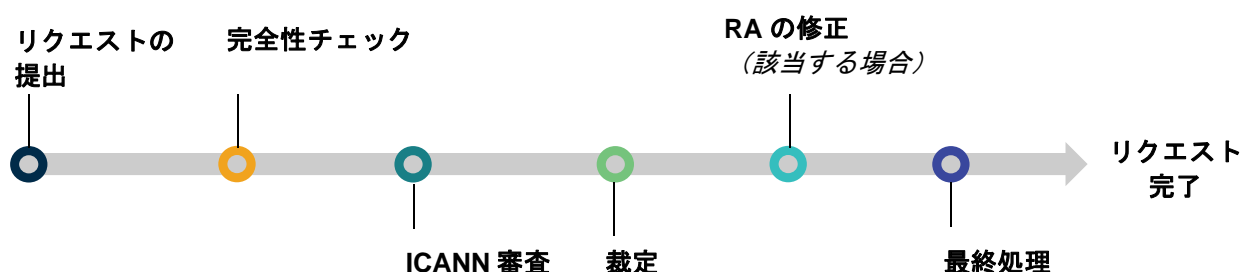 リクエストの
提出
完全性チェック
ICANN 審査
裁定
RA の修正
（該当する場合）
最終処理
リクエスト
完了